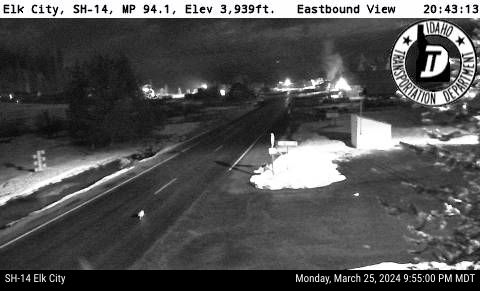 Elk City, SH-14, MP 94.1, Elev 3,939ft. Eastbound View 20:43:13
IDAHO
TRANSPORTATION DEPARTMENT
SH-14 Elk City Monday, March 25, 2024 9:55:00 PM MDT